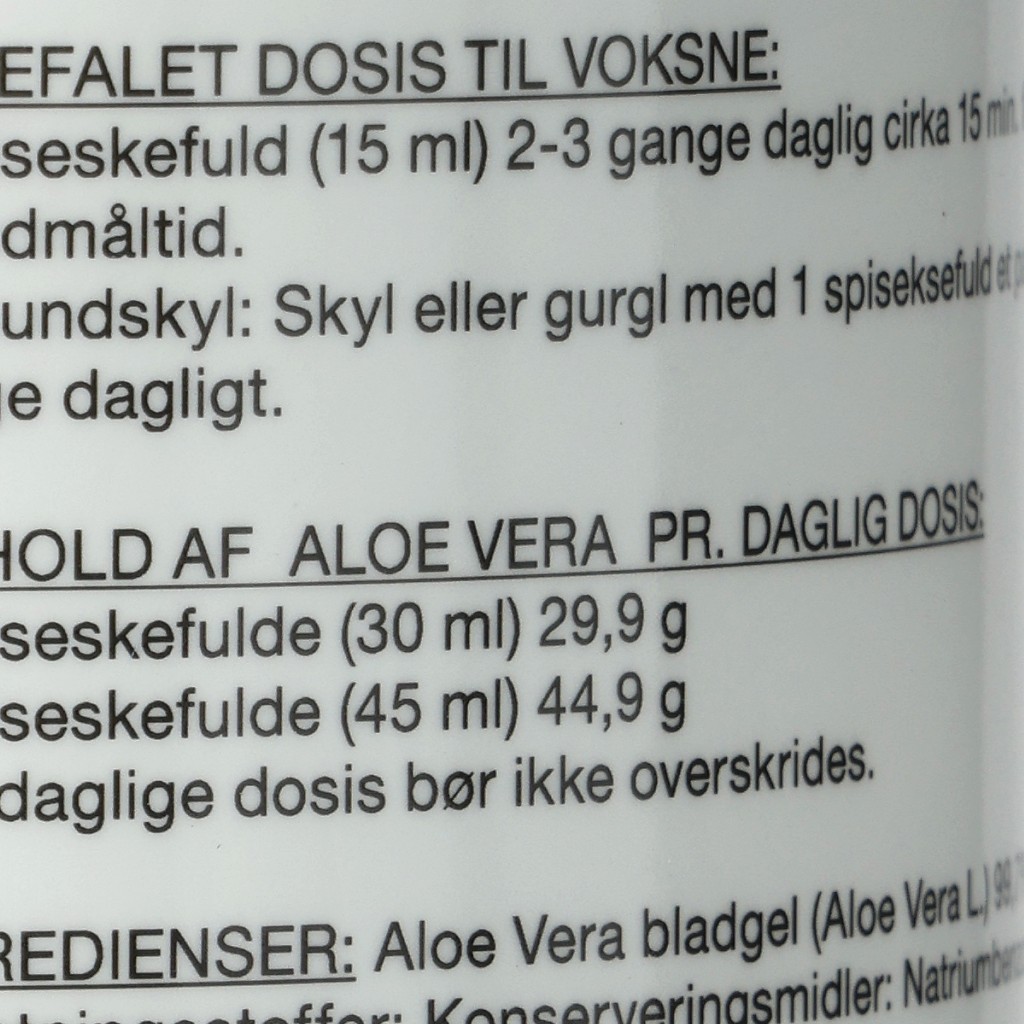 EFALET DOSIS TIL VOKSNE:
seskefuld (15 ml) 2-3 gange daglig cirka 15 min.
dmåltid.
undskyl: Skyl eller gurgl med 1 spiseksefuld et
e dagligt.
HOLD AF ALOE VERA PR. DAGLIG DOSIS:
seskefulde (30 ml) 29,9 g
seskefulde (45 ml) 44,9 g
daglige dosis bør ikke overskrides.
REDIENSER: Aloe Vera bladgel (Aloe Vera L.)
Konserveringsmidler: